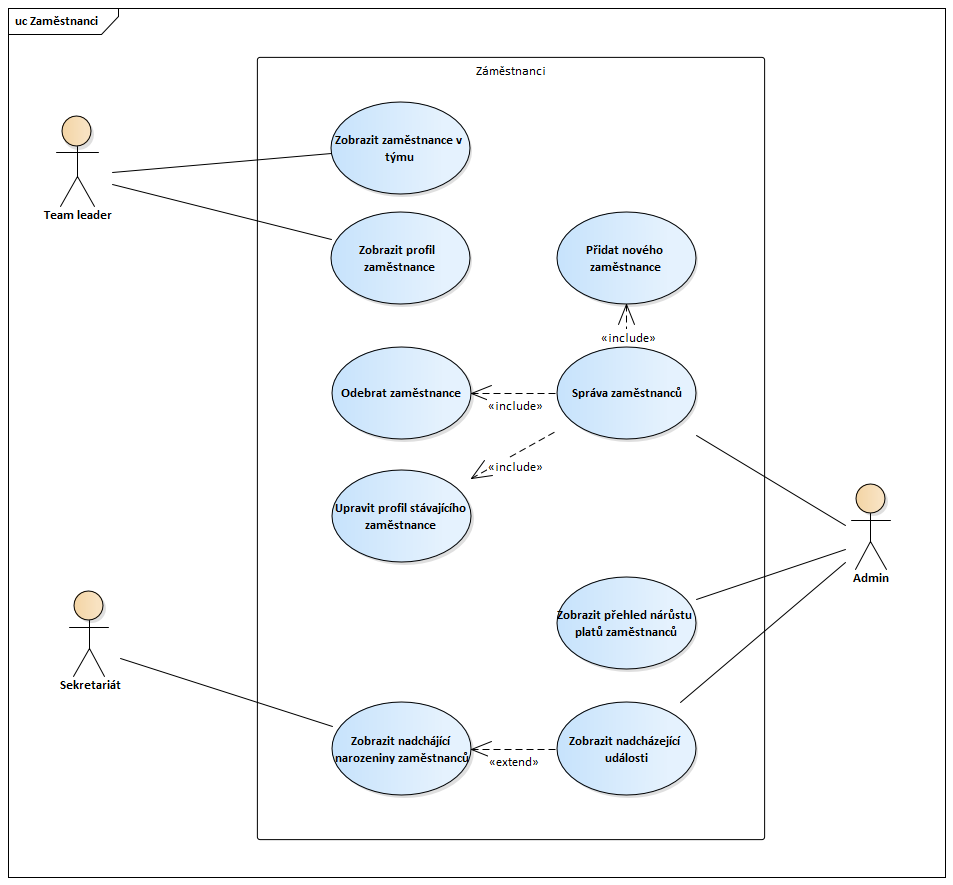 uc Zaměstnanci
Záměstnanci
Zobrazit zaměstnance v
týmu
Team leader
Zobrazit profil
zaměstnance
Přidat nového
zaměstnance
«include»
Odebrat zaměstnance
«include»
Správa zaměstnanců
«include»
Upravit profil stávajícího
zaměstnance
Admin
Zobrazit přehled nárůstu
platů zaměstnanců
Sekretariát
Zobrazit nadchájící
narozeniny zaměstnanců
«extend»
Zobrazit nadcházející
události